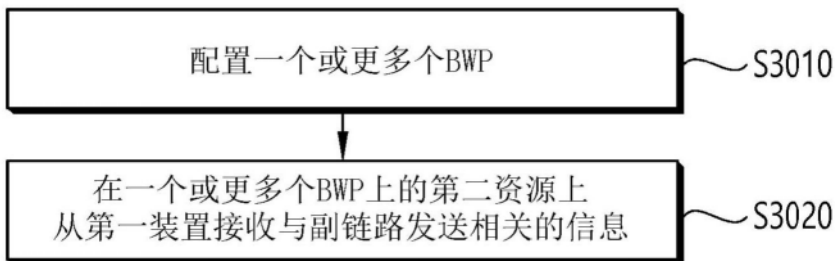 配置一个或更多个BWP
S3010
在一个或更多个BWP上的第二资源上
从第一装置接收与副链路发送相关的信息
S3020